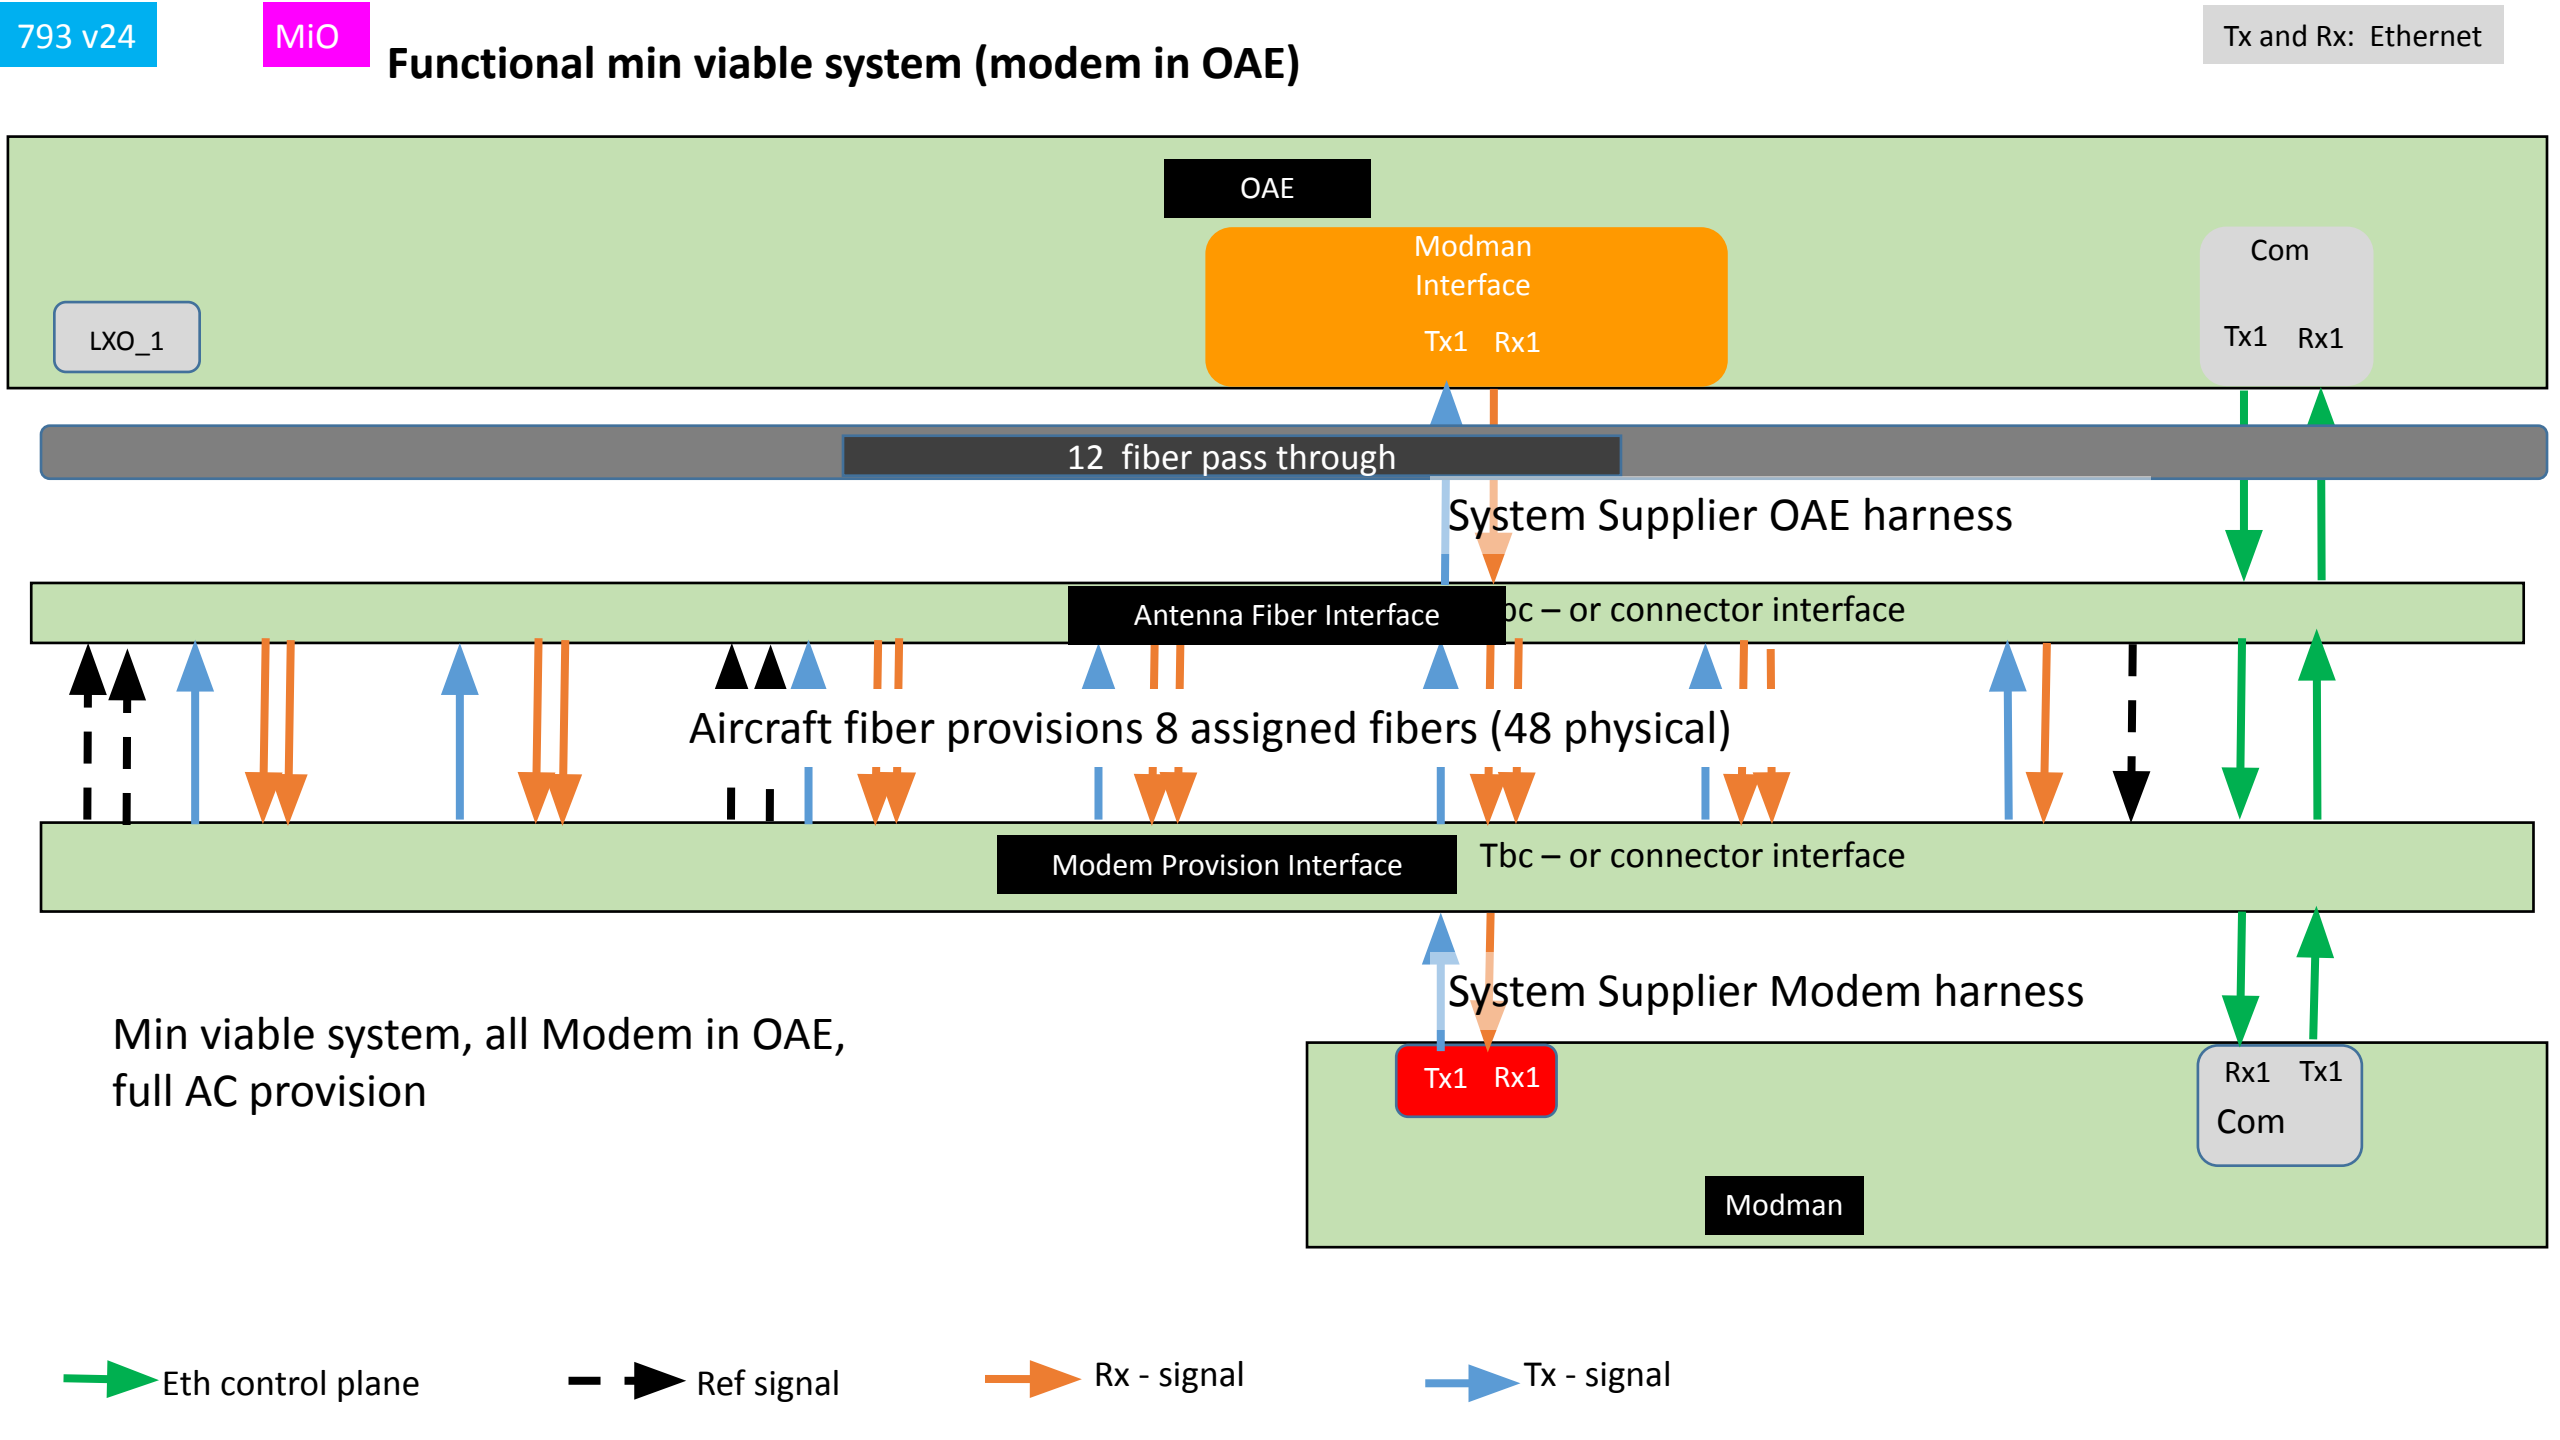 793 v24
MiO
Functional min viable system (modem in OAE)
Tx and Rx: Ethernet
OAE
Modman
Interface
Tx1 Rx1
Com
Tx1 Rx1
LXO_1
12 fiber pass through
System Supplier OAE harness
Antenna Fiber Interface
bc – or connector interface
Aircraft fiber provisions 8 assigned fibers (48 physical)
Modem Provision Interface
Tbc – or connector interface
System Supplier Modem harness
Min viable system, all Modem in OAE,
full AC provision
Tx1 Rx1
Rx1 Tx1
Com
Modman
Eth control plane
Ref signal
Rx - signal
Tx - signal